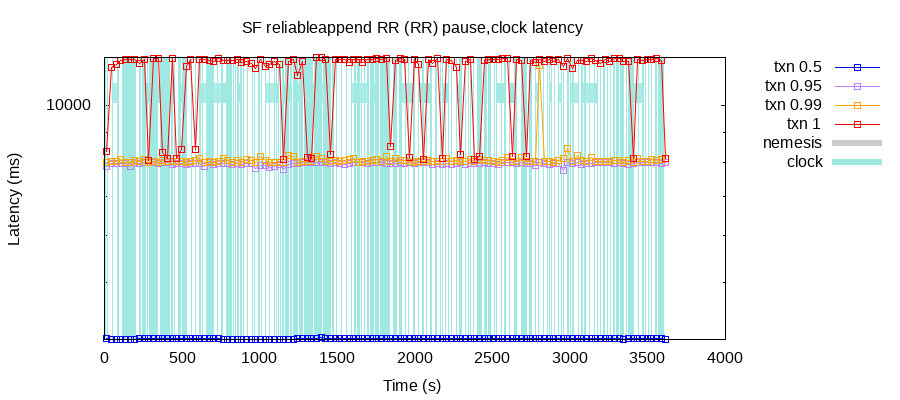 SF reliableappend RR (RR) pause,clock latency
txn 0.5
txn 0.95
txn 0.99
txn 1
nemesis
clock
10000
Latency (ms)
0 500 1000 1500 2000 2500 3000 3500 4000
Time (s)